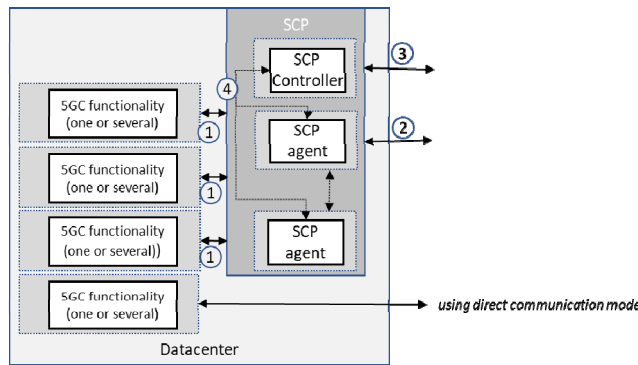 SCP
SCP
Controller
3
4
5GC functionality
(one or several)
1
SCP
agent
2
5GC functionality
(one or several)
1
5GC functionality
(one or several))
1
SCP
agent
5GC functionality
(one or several)
using direct communication mode
Datacenter